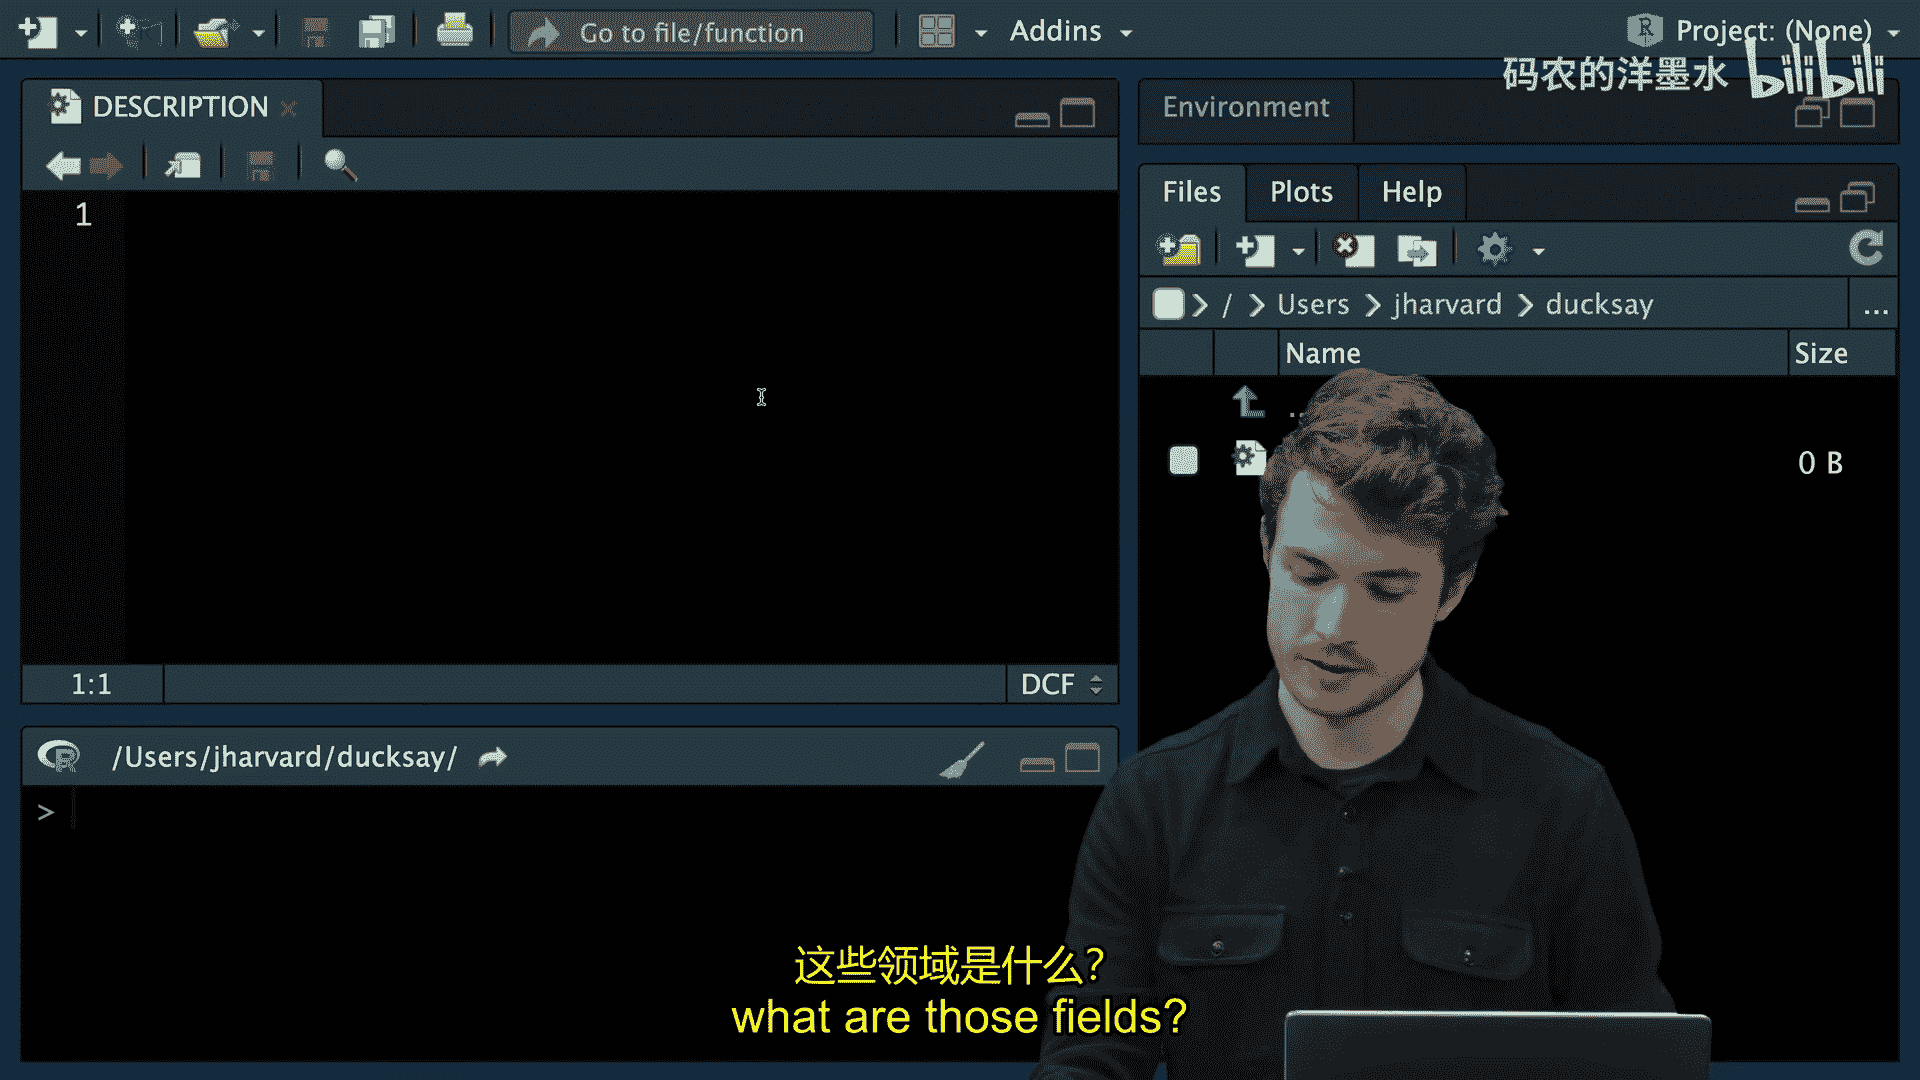 Go to file/function
Addins
Project: (None)
码农的洋墨水 bilibili
DESCRIPTION
Environment
1
Files
Plots
Help
/ Users jharvard ducksay ...
Name
Size
..
0 B
1:1
DCF
R
/Users/jharvard/ducksay/
>
这些领域是什么？
what are those fields?